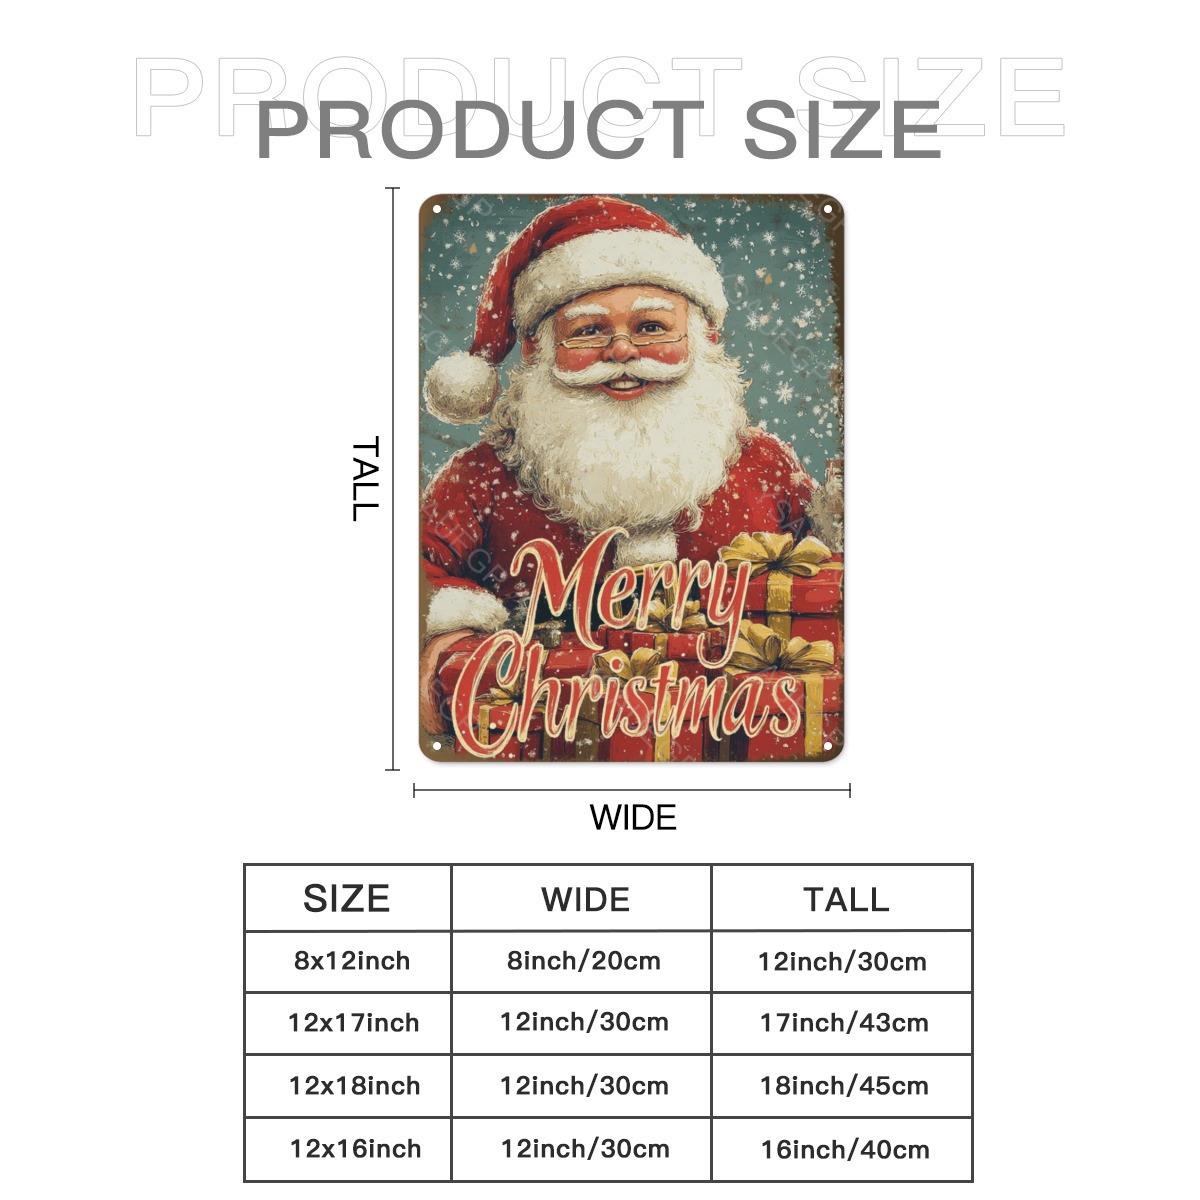 PRODUCT SIZE
PRODUCT SIZE
TALL
Merry
Christmas
WIDE
SIZE WIDE TALL
8x12inch 8inch/20cm 12inch/30cm
12x17inch 12inch/30cm 17inch/43cm
12x18inch 12inch/30cm 18inch/45cm
12x16inch 12inch/30cm 16inch/40cm